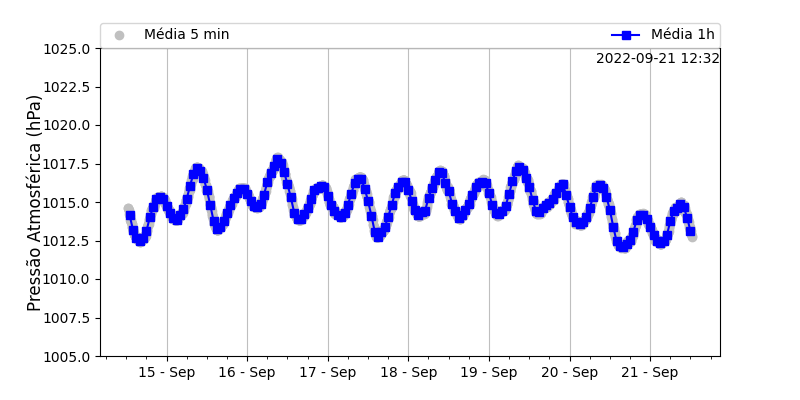 Média 5 min
Média 1h
2022-09-21 12:32
Pressão Atmosférica (hPa)
1025.0
1022.5
1020.0
1017.5
1015.0
1012.5
1010.0
1007.5
1005.0
15 - Sep
16 - Sep
17 - Sep
18 - Sep
19 - Sep
20 - Sep
21 - Sep